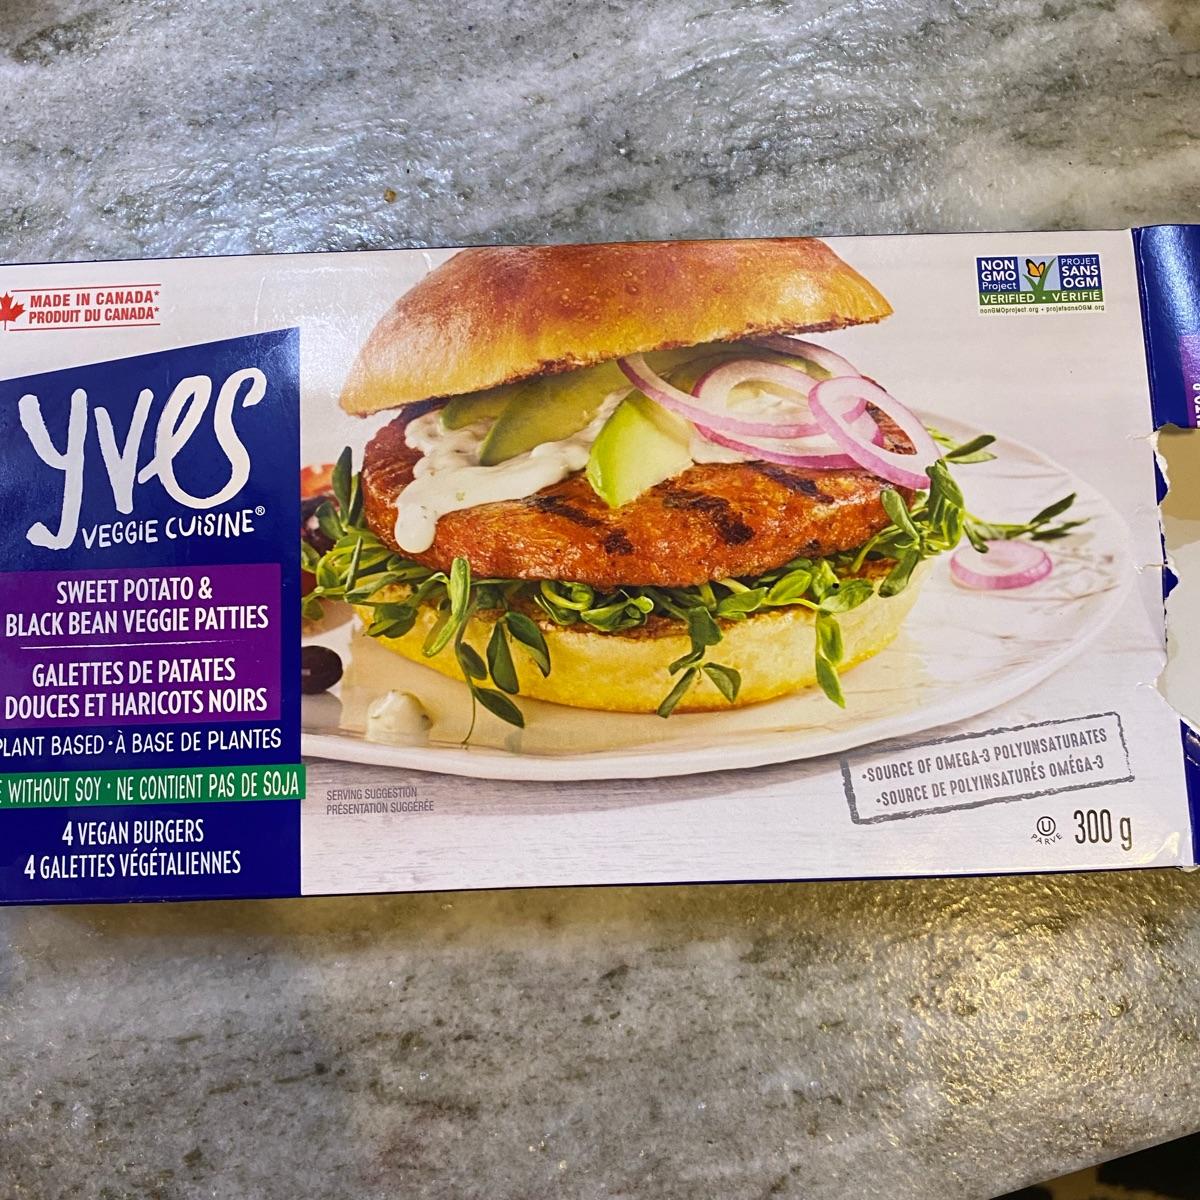 MADE IN CANADA*
PRODUIT DU CANADA*
yves
VEGGIE CUISINE®
SWEET POTATO &
BLACK BEAN VEGGIE PATTIES
GALETTES DE PATATES
DOUCES ET HARICOTS NOIRS
PLANT BASED · À BASE DE PLANTES
WITHOUT SOY · NE CONTIENT PAS DE SOJA
4 VEGAN BURGERS
4 GALETTES VÉGÉTALIENNES
SERVING SUGGESTION
PRÉSENTATION SUGGÉRÉE
NON
GMO
Project
PROJET
SANS
OGM
VERIFIED · VÉRIFIÉ
nonGMOproject.org · projetsansOGM.org
•SOURCE OF OMEGA-3 POLYUNSATURATES
•SOURCE DE POLYINSATURÉS OMÉGA-3
U
PARVE
300 g